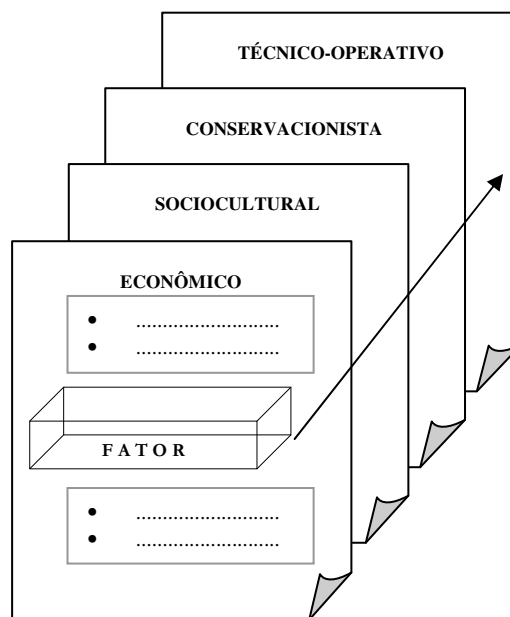 TÉCNICO-OPERATIVO
CONSERVACIONISTA
SOCIOCULTURAL
ECONÔMICO
• ...........................
• ...........................
F A T O R
• ...........................
• ...........................